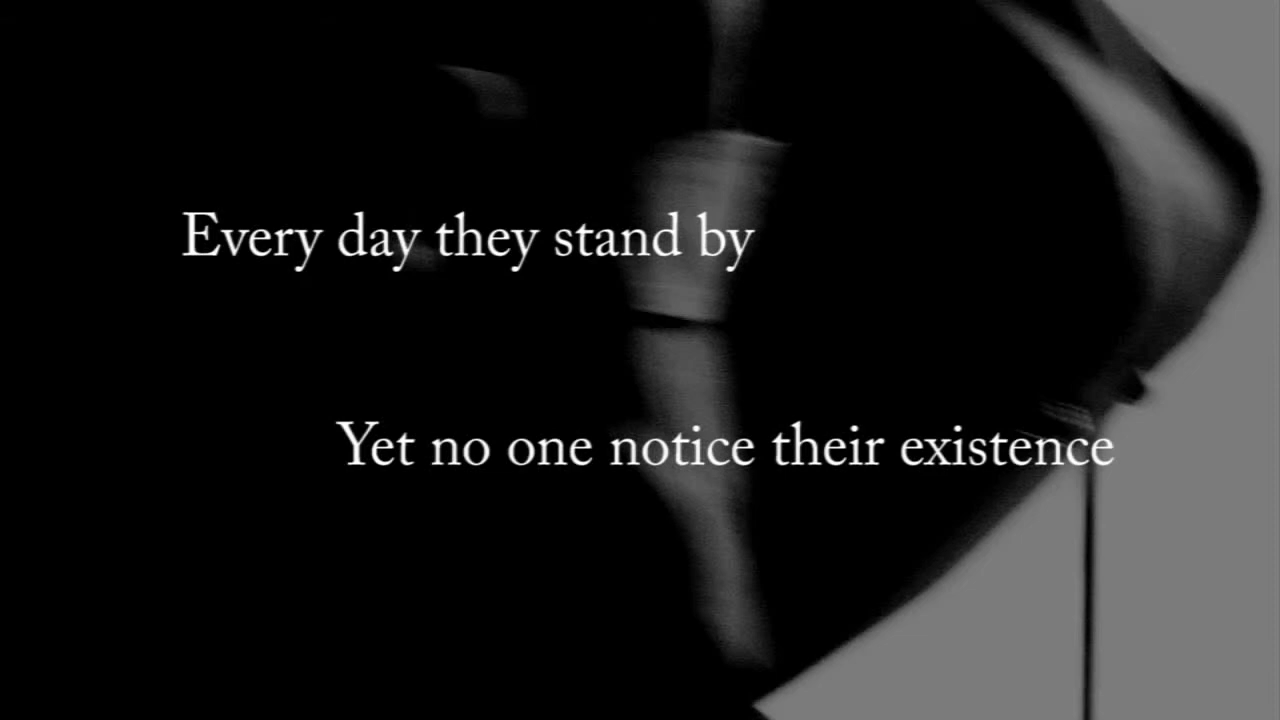 Every day they stand by
Yet no one notice their existence